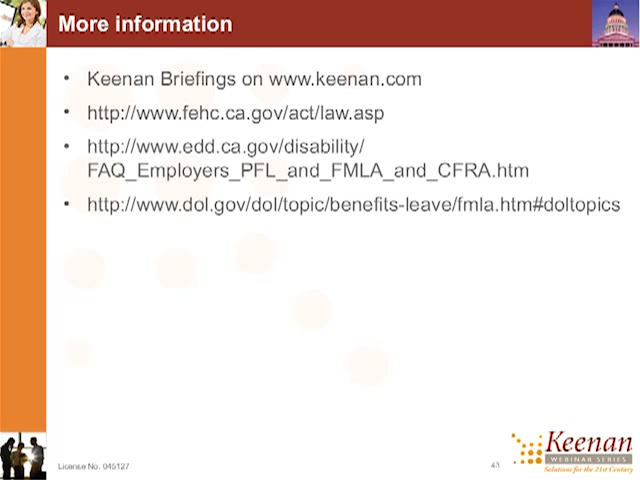 More information
• Keenan Briefings on www.keenan.com
• http://www.fehc.ca.gov/act/law.asp
• http://www.edd.ca.gov/disability/
FAQ_Employers_PFL_and_FMLA_and_CFRA.htm
• http://www.dol.gov/dol/topic/benefits-leave/fmla.htm#doltopics
Keenan
WEBINAR SERIES
Solutions for the 21st Century
License No. 045127
43